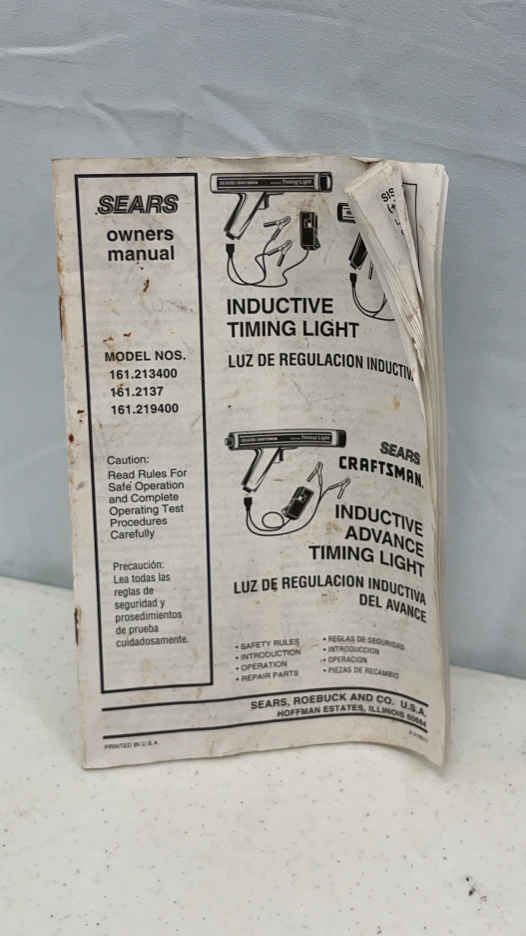 SEARS
owners
manual
MODEL NOS.
161.213400
161.2137
161.219400
Caution:
Read Rules For
Safe Operation
and Complete
Operating Test
Procedures
Carefully
Precaución:
Lea todas las
reglas de
seguridad y
prosedimientos
de prueba
cuidadosamente.
Timing Light
INDUCTIVE
TIMING LIGHT
LUZ DE REGULACION INDUCTIV
Timing Light
SEARS
CRAFTSMAN.
INDUCTIVE
ADVANCE
TIMING LIGHT
LUZ DE REGULACION INDUCTIVA
DEL AVANCE
• SAFETY RULES
• INTRODUCTION
• OPERATION
• REPAIR PARTS
• REGLAS DE SEGURIDAD
• INTRODUCCION
• OPERACION
• PIEZAS DE RECAMBIO
SEARS, ROEBUCK AND CO. U.S.A.
HOFFMAN ESTATES, ILLINOIS
PRINTED IN U.S.A.